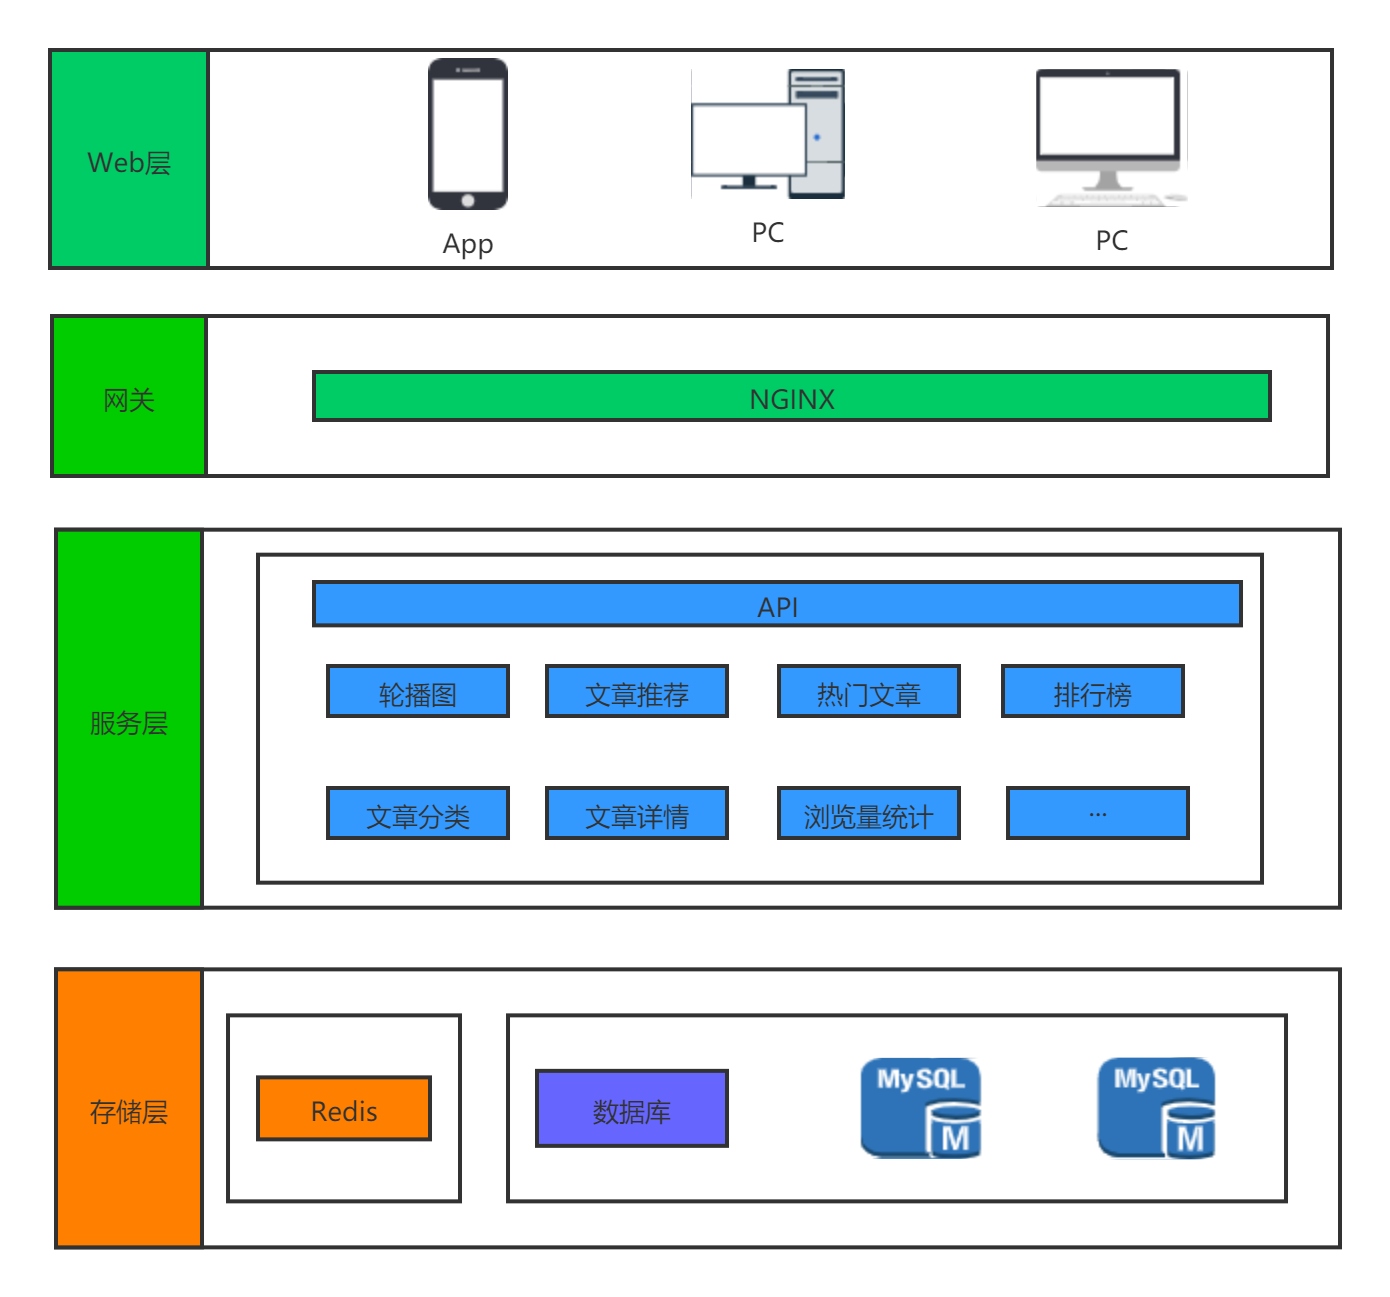 Web层
App
PC
PC
网关
NGINX
服务层
API
轮播图
文章推荐
热门文章
排行榜
文章分类
文章详情
浏览量统计
...
存储层
Redis
数据库
MySQL
M
MySQL
M